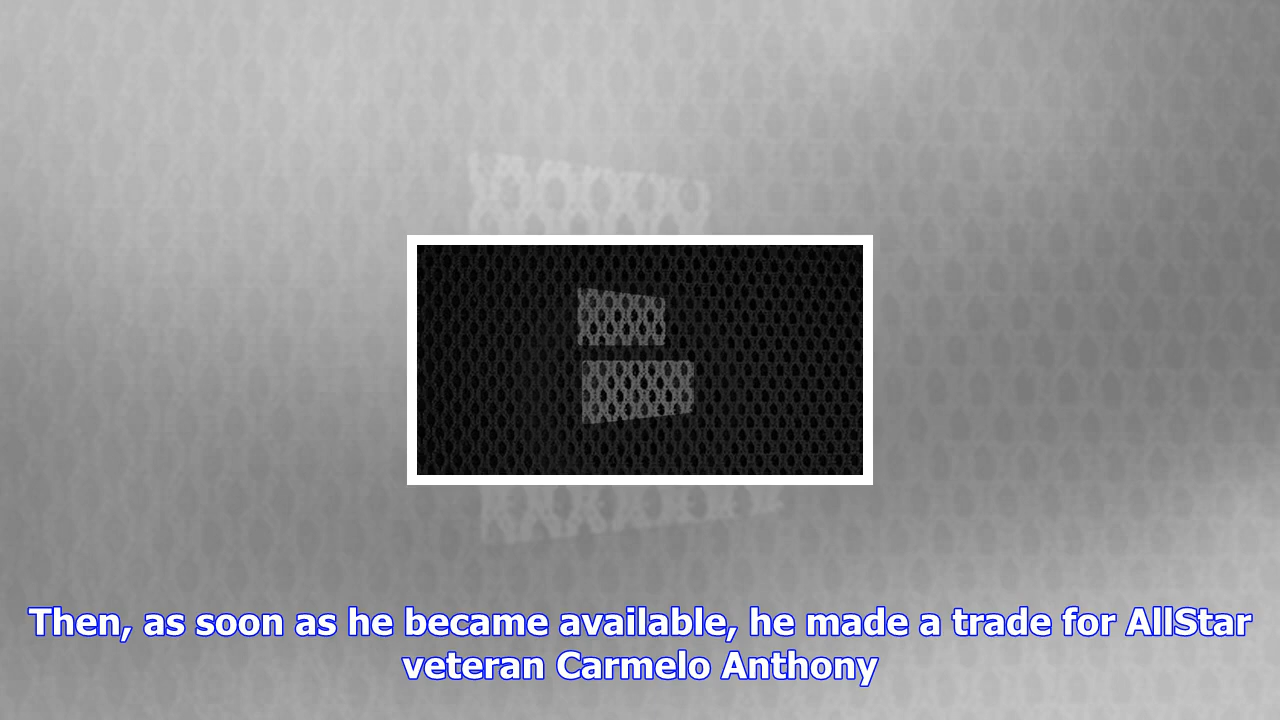 Then, as soon as he became available, he made a trade for AllStar
veteran Carmelo Anthony